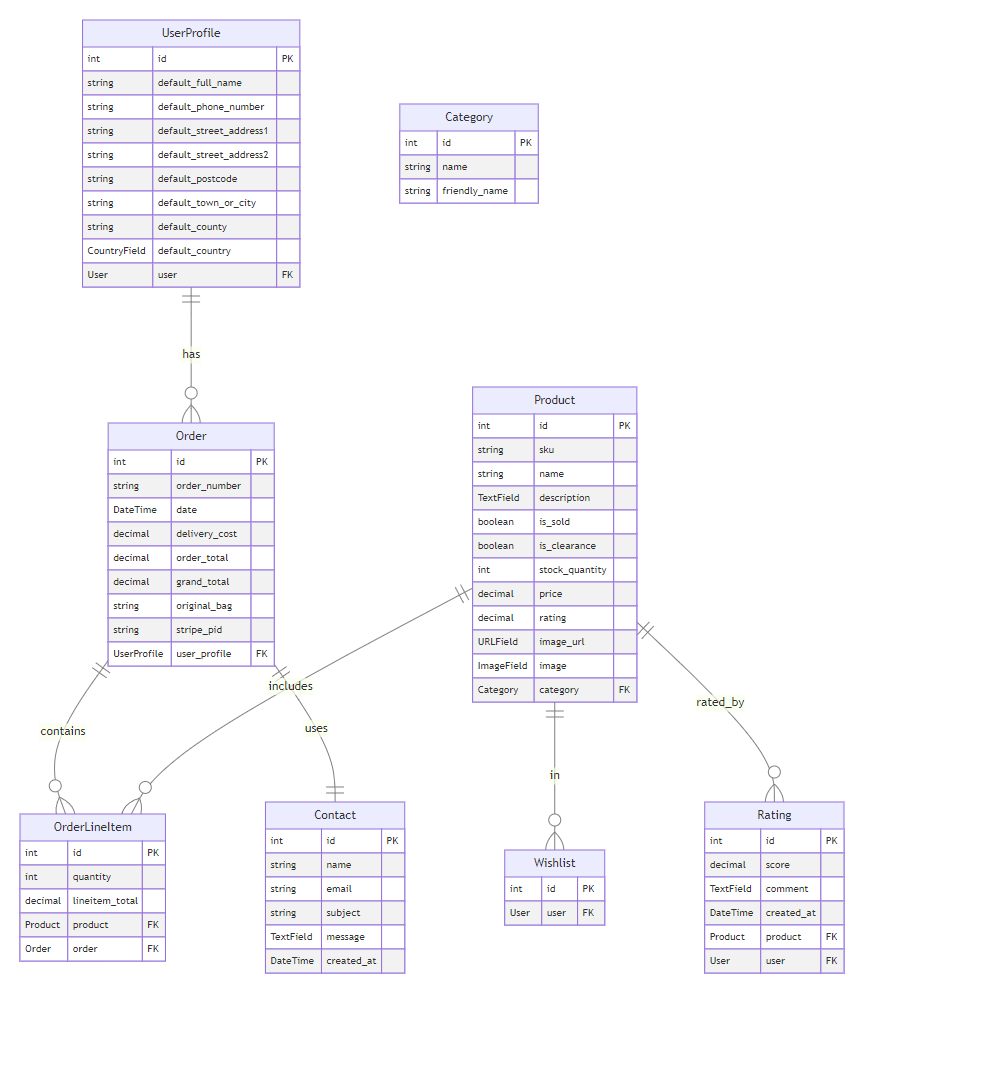 UserProfile
int id PK
string default_full_name
string default_phone_number
string default_street_address1
string default_street_address2
string default_postcode
string default_town_or_city
string default_county
CountryField default_country
User user FK
Category
int id PK
string name
string friendly_name
has
Order
int id PK
string order_number
DateTime date
decimal delivery_cost
decimal order_total
decimal grand_total
string original_bag
string stripe_pid
UserProfile user_profile FK
Product
int id PK
string sku
string name
TextField description
boolean is_sold
boolean is_clearance
int stock_quantity
decimal price
decimal rating
URLField image_url
ImageField image
Category category FK
includes
contains
uses
rated_by
in
OrderLineItem
int id PK
int quantity
decimal lineitem_total
Product product FK
Order order FK
Contact
int id PK
string name
string email
string subject
TextField message
DateTime created_at
Wishlist
int id PK
User user FK
Rating
int id PK
decimal score
TextField comment
DateTime created_at
Product product FK
User user FK